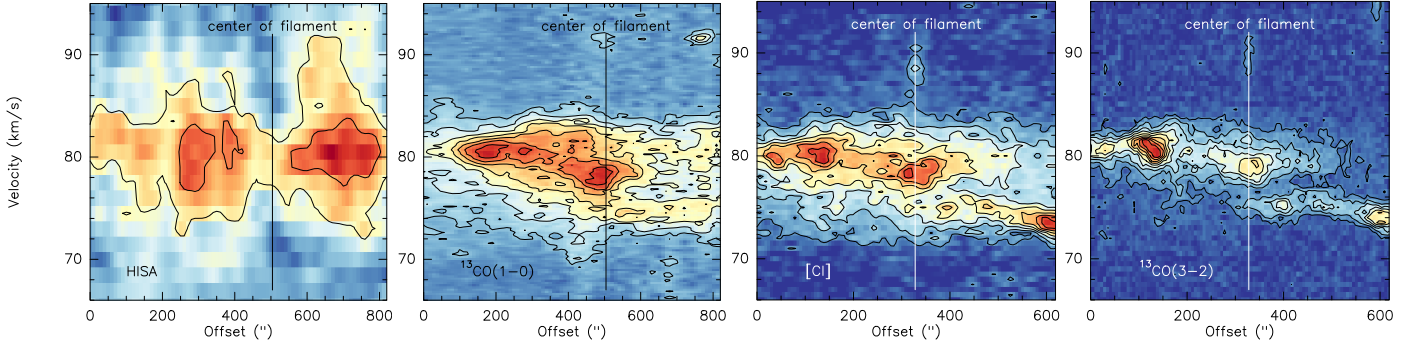 center of filament
center of filament
center of filament
center of filament
Velocity (km/s)
90
80
70
90
80
70
90
80
70
90
80
70
HISA
¹³CO(1−0)
[CI]
¹³CO(3−2)
0 200 400 600 800
0 200 400 600 800
0 200 400 600
0 200 400 600
Offset ('')
Offset ('')
Offset ('')
Offset ('')